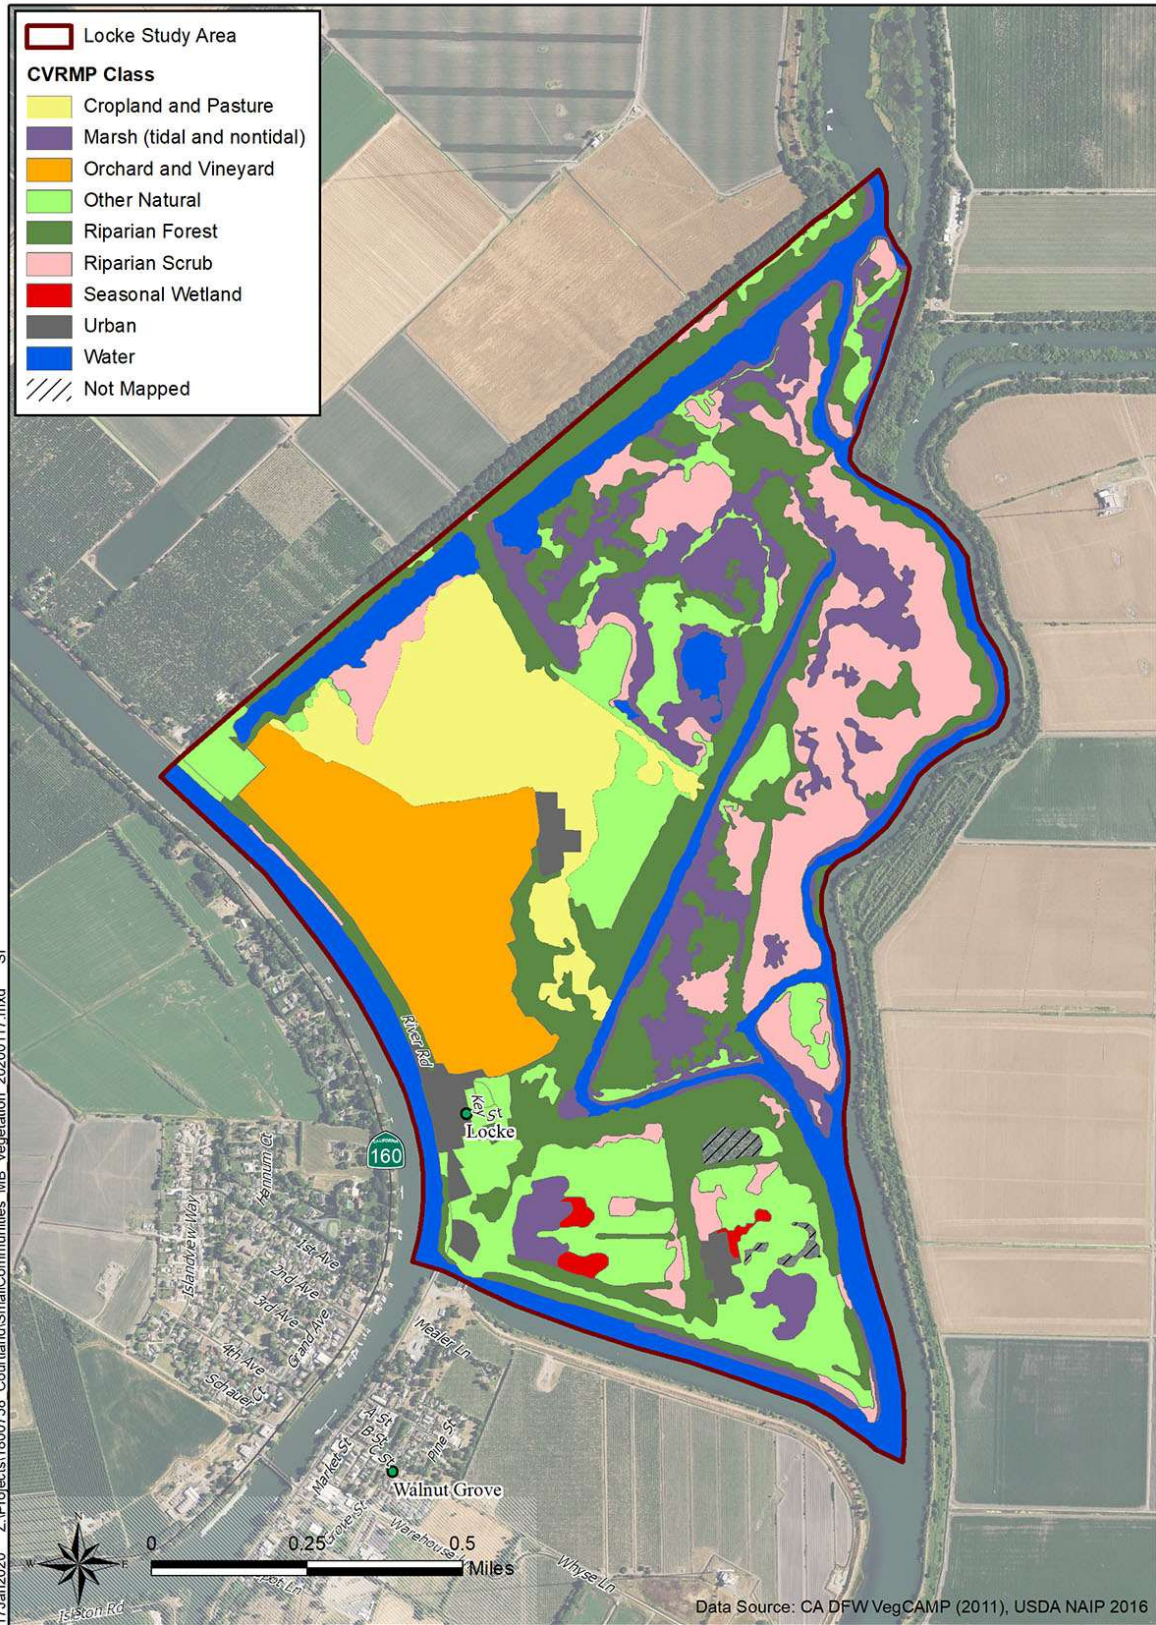 Locke Study Area
CVRMP Class
Cropland and Pasture
Marsh (tidal and nontidal)
Orchard and Vineyard
Other Natural
Riparian Forest
Riparian Scrub
Seasonal Wetland
Urban
Water
Not Mapped
River Rd
Key St
Locke
CALIFORNIA
160
Hannum Ct
Islandview Way
1st Ave
2nd Ave
3rd Ave
Grand Ave
4th Ave
Schauer Ct
Mealer Ln
A St
B St
C St
Pine St
Market St
Walnut Grove
Grove St
Warehouse
Whyse Ln
Isleton Rd
N
W
E
0
0.25
0.5
Miles
Data Source: CA DFW VegCAMP (2011), USDA NAIP 2016